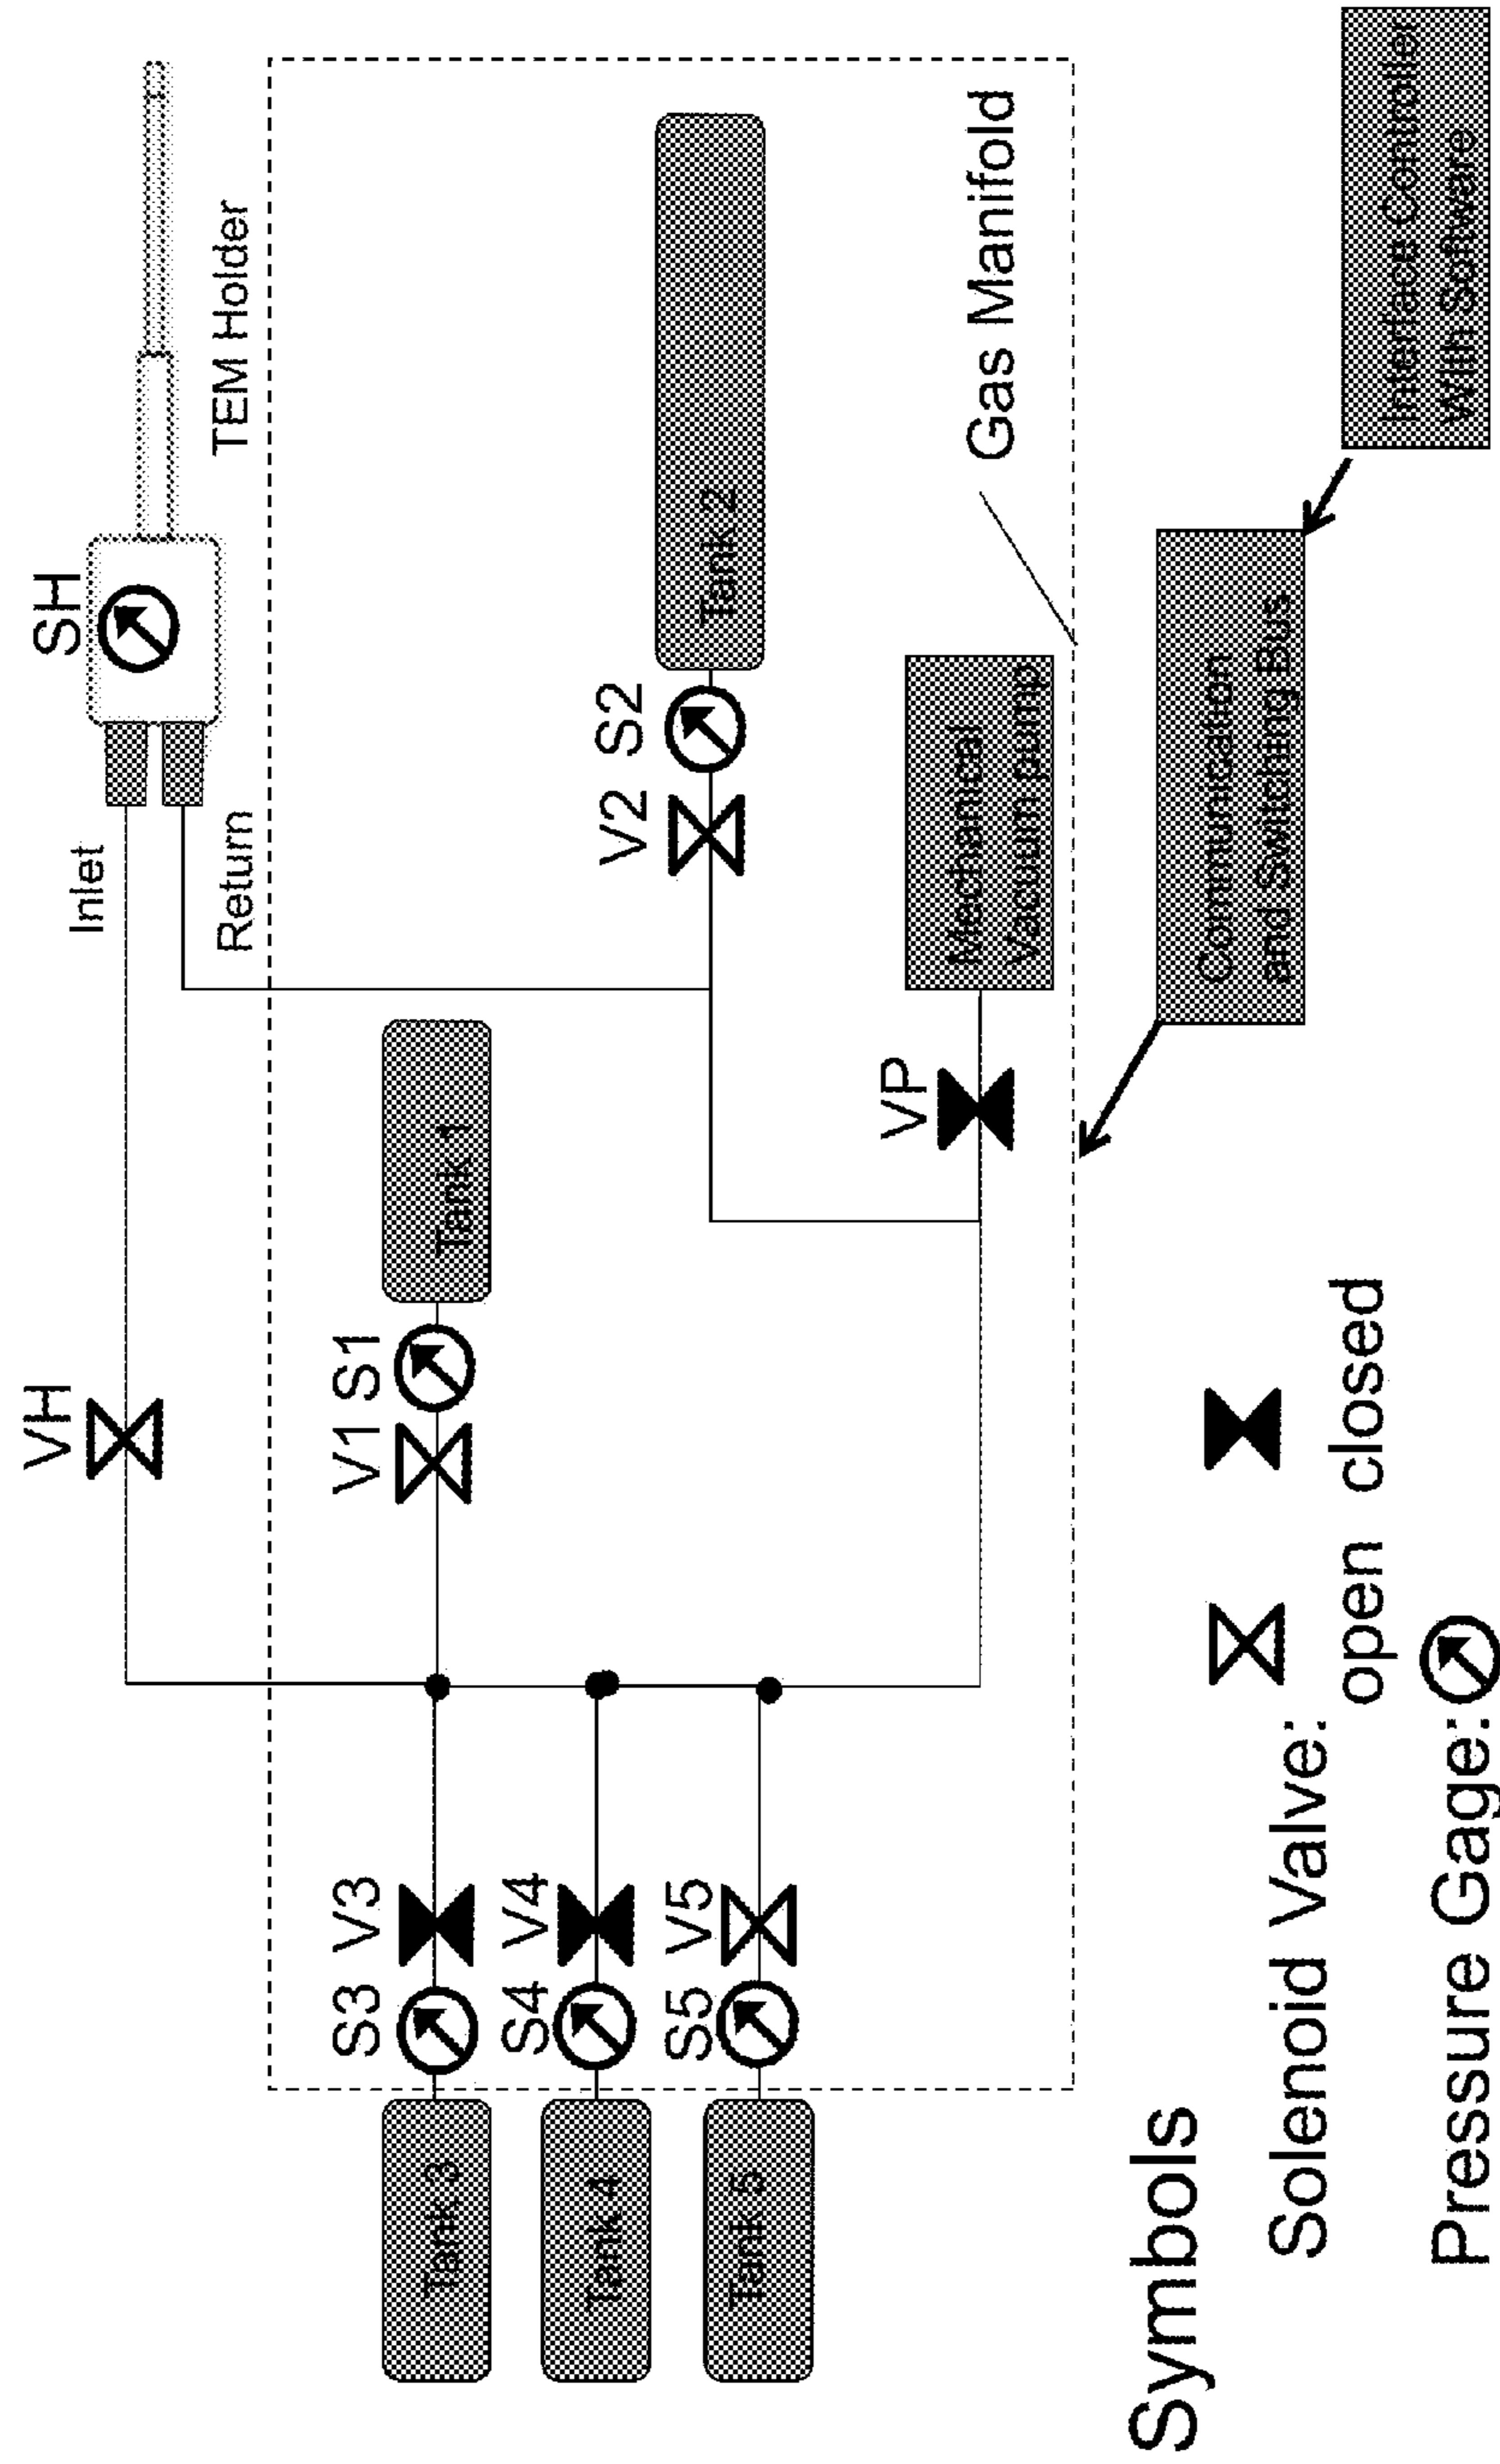 SH
TEM Holder
Inlet
Return
VH
V1 S1
Tank 1
V2 S2
Tank 2
S3 V3
Tank 3
S4 V4
Tank 4
S5 V5
Tank 5
VP
Mechanical
Vacuum pump
Gas Manifold
Communication
and Switching Bus
Interface Controller
With Software
Symbols
Solenoid Valve:
open closed
Pressure Gage: